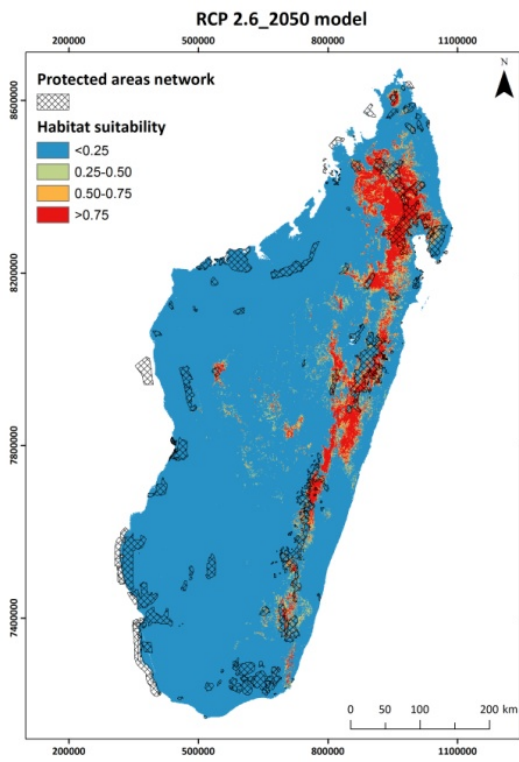 RCP 2.6_2050 model
200000 500000 800000 1100000
N
Protected areas network
Habitat suitability
<0.25
0.25-0.50
0.50-0.75
>0.75
8600000
8200000
7800000
7400000
0 50 100 200 km
200000 500000 800000 1100000